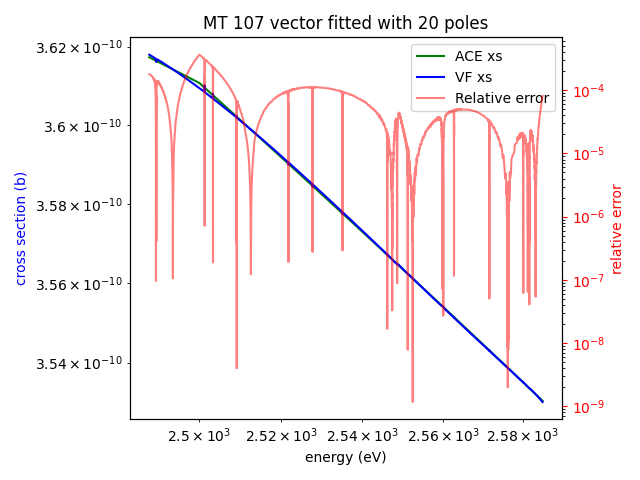 MT 107 vector fitted with 20 poles
ACE xs
VF xs
Relative error
3.62 × 10⁻¹⁰
3.6 × 10⁻¹⁰
3.58 × 10⁻¹⁰
3.56 × 10⁻¹⁰
3.54 × 10⁻¹⁰
cross section (b)
10⁻⁴
10⁻⁵
10⁻⁶
10⁻⁷
10⁻⁸
10⁻⁹
relative error
2.5 × 10³ 2.52 × 10³ 2.54 × 10³ 2.56 × 10³ 2.58 × 10³
energy (eV)